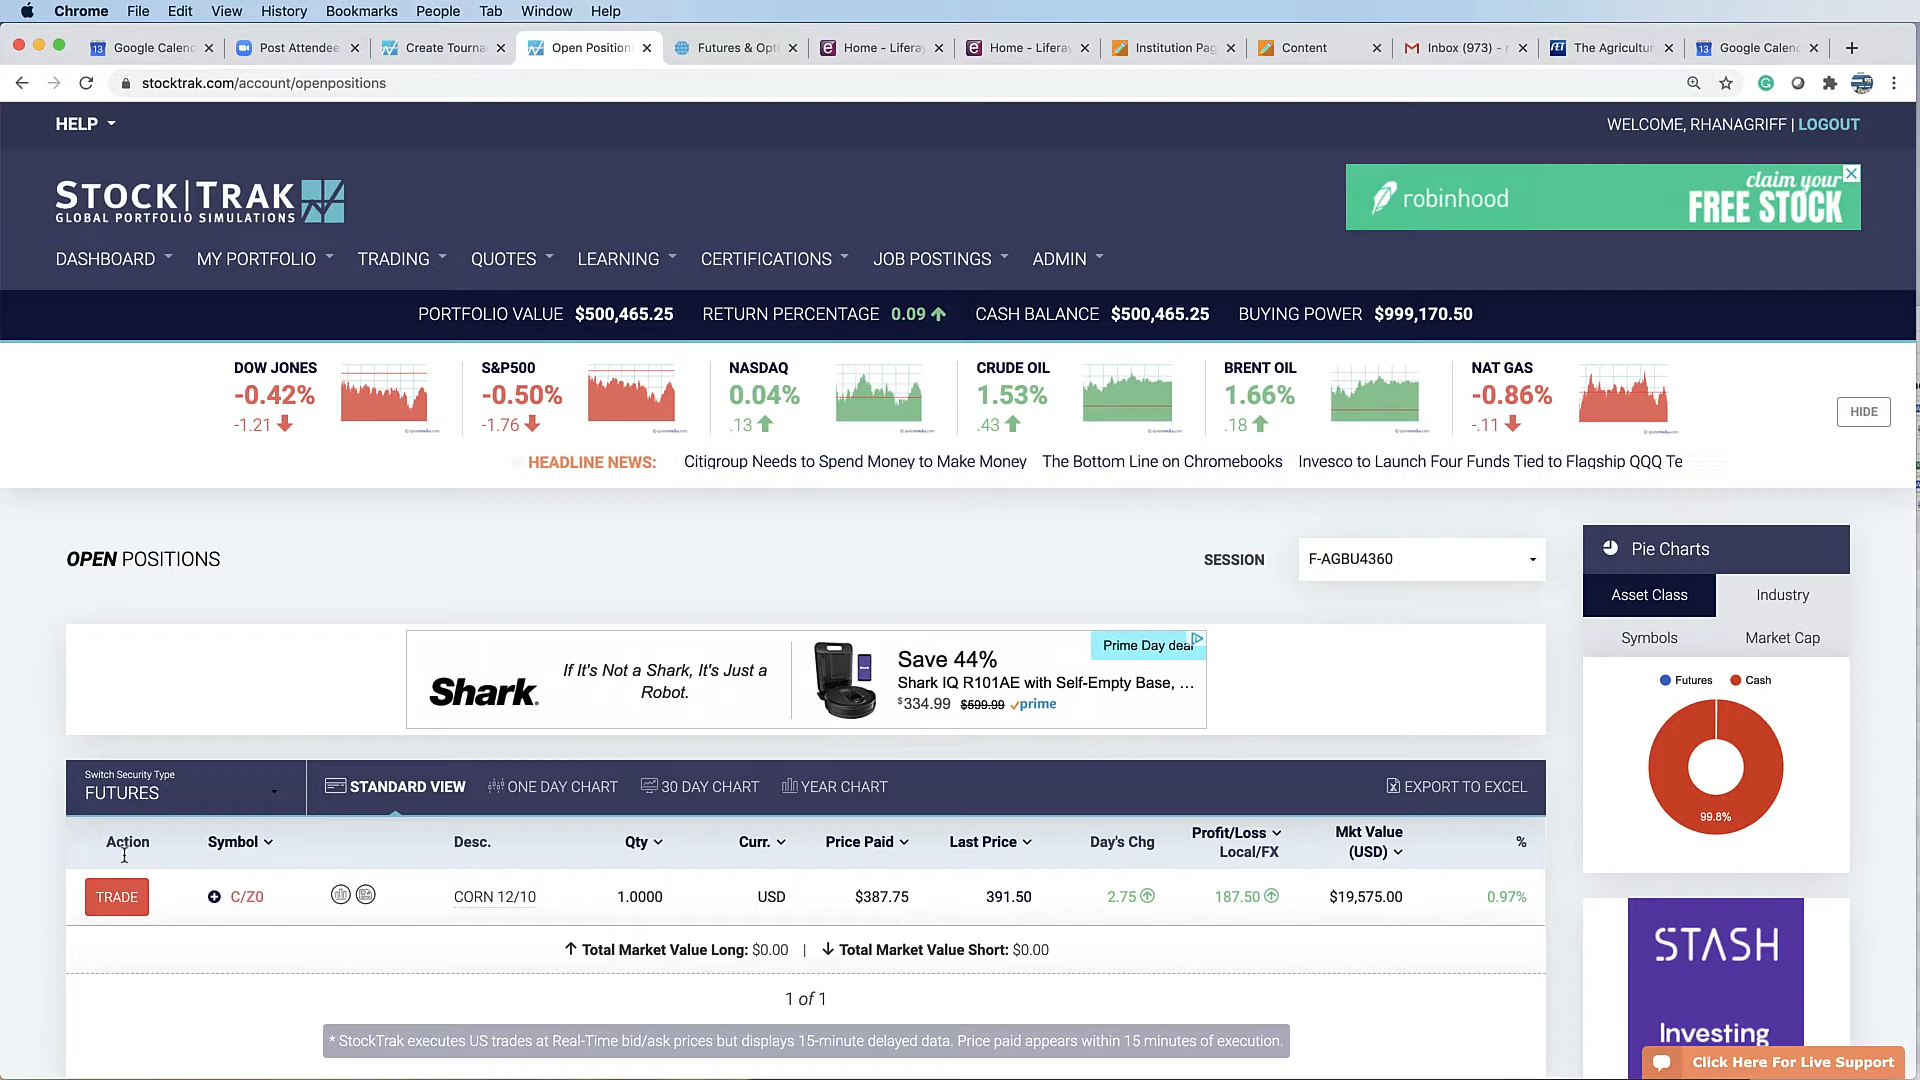 Chrome File Edit View History Bookmarks People Tab Window Help
Google Calenc Post Attendee Create Tourna Open Position Futures & Opt Home - Liferay Home - Liferay Institution Pag Content Inbox (973) - The Agricultur Google Calenc
stocktrak.com/account/openpositions
HELP
WELCOME, RHANAGRIFF | LOGOUT
STOCK|TRAK
GLOBAL PORTFOLIO SIMULATIONS
robinhood
claim your
FREE STOCK
DASHBOARD MY PORTFOLIO TRADING QUOTES LEARNING CERTIFICATIONS JOB POSTINGS ADMIN
PORTFOLIO VALUE $500,465.25 RETURN PERCENTAGE 0.09 CASH BALANCE $500,465.25 BUYING POWER $999,170.50
DOW JONES S&P500 NASDAQ CRUDE OIL BRENT OIL NAT GAS
-0.42% -0.50% 0.04% 1.53% 1.66% -0.86%
-1.21 -1.76 .13 .43 .18 -.11
HIDE
HEADLINE NEWS: Citigroup Needs to Spend Money to Make Money The Bottom Line on Chromebooks Invesco to Launch Four Funds Tied to Flagship QQQ Te
OPEN POSITIONS
SESSION F-AGBU4360
Shark.
If It's Not a Shark, It's Just a
Robot.
Prime Day deal
Save 44%
Shark IQ R101AE with Self-Empty Base, ...
$334.99 $599.99 prime
Pie Charts
Asset Class Industry
Symbols Market Cap
Futures Cash
99.8%
Switch Security Type
FUTURES
STANDARD VIEW ONE DAY CHART 30 DAY CHART YEAR CHART EXPORT TO EXCEL
Action Symbol Desc. Qty Curr. Price Paid Last Price Day's Chg Profit/Loss Local/FX Mkt Value (USD) %
TRADE C/Z0 CORN 12/10 1.0000 USD $387.75 391.50 2.75 187.50 $19,575.00 0.97%
Total Market Value Long: $0.00 | Total Market Value Short: $0.00
1 of 1
* StockTrak executes US trades at Real-Time bid/ask prices but displays 15-minute delayed data. Price paid appears within 15 minutes of execution.
STASH
Investing
Click Here For Live Support